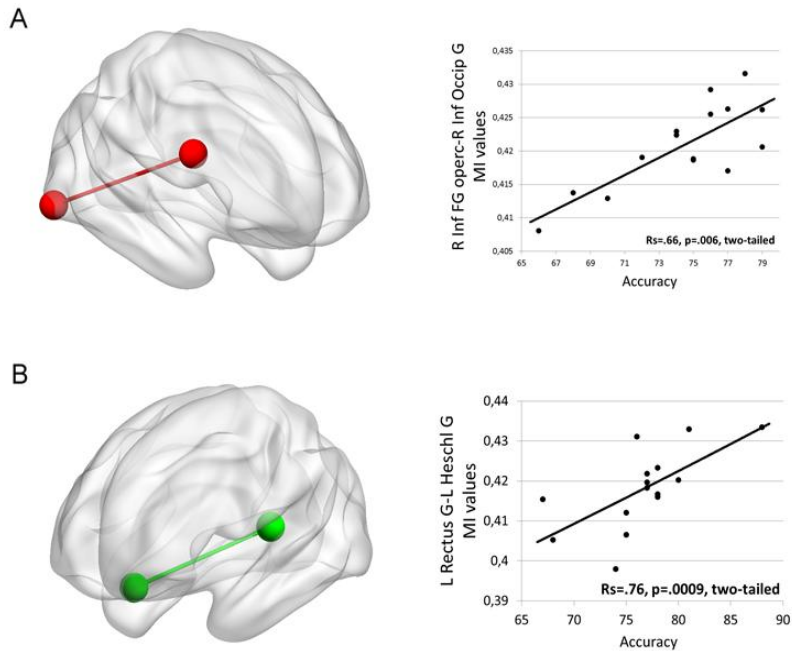 A
R Inf FG operc-R Inf Occip G
MI values
0,435
0,43
0,425
0,42
0,415
0,41
0,405
65 67 69 70 73 74 75 76 77 79
Rs=.66, p=.006, two-tailed
Accuracy
B
L Rectus G-L Heschl G
MI values
0,44
0,43
0,42
0,41
0,4
0,39
65 70 75 80 85 90
Rs=.76, p=.0009, two-tailed
Accuracy